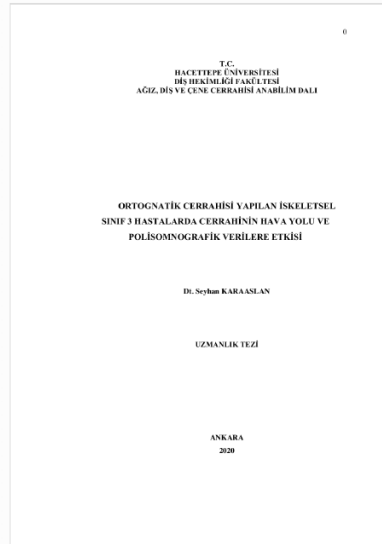 0
T.C.
HACETTEPE ÜNİVERSİTESİ
DİŞ HEKİMLİĞİ FAKÜLTESİ
AĞIZ, DİŞ VE ÇENE CERRAHİSİ ANABİLİM DALI
ORTOGNATİK CERRAHİSİ YAPILAN İSKELETSEL
SINIF 3 HASTALARDA CERRAHİNİN HAVA YOLU VE
POLİSOMNOGRAFİK VERİLERE ETKİSİ
Dt. Seyhan KARAASLAN
UZMANLIK TEZİ
ANKARA
2020